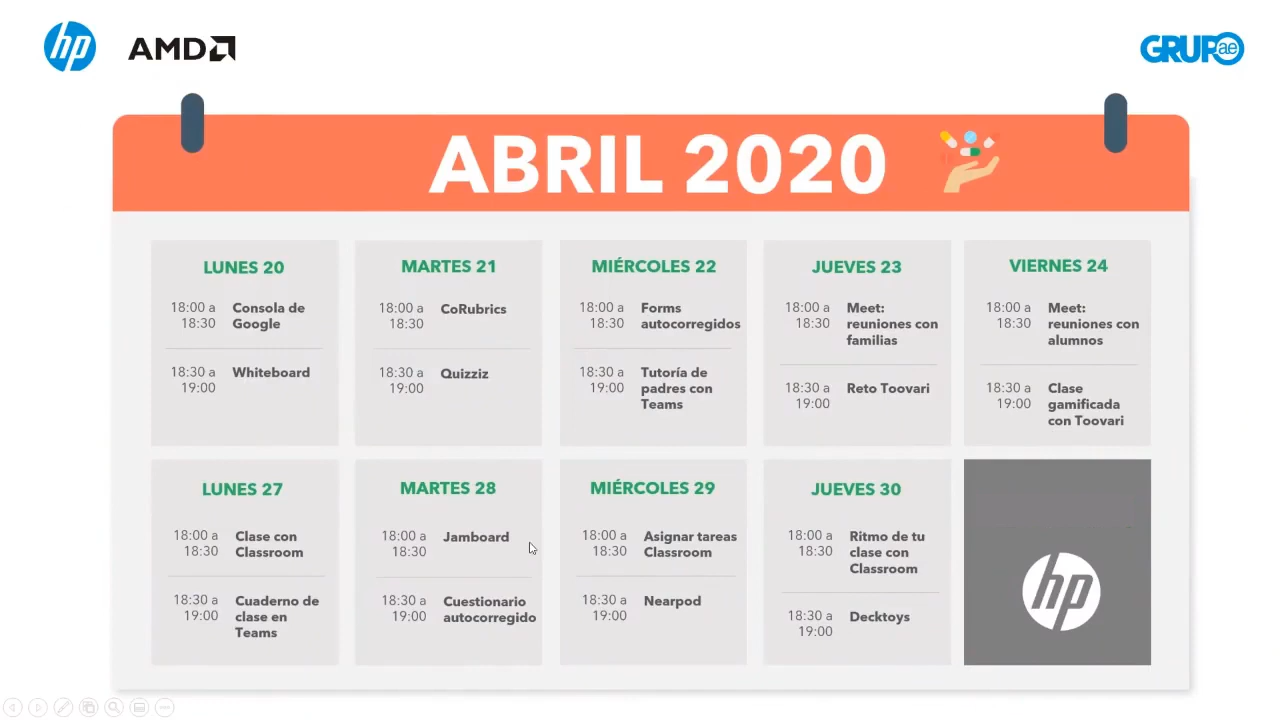 hp AMD GRUPO ae
ABRIL 2020
LUNES 20
18:00 a Consola de
18:30 Google
18:30 a Whiteboard
19:00
MARTES 21
18:00 a CoRubrics
18:30
18:30 a Quizziz
19:00
MIÉRCOLES 22
18:00 a Forms
18:30 autocorregidos
18:30 a Tutoría de
19:00 padres con
Teams
JUEVES 23
18:00 a Meet:
18:30 reuniones con
familias
18:30 a Reto Toovari
19:00
VIERNES 24
18:00 a Meet:
18:30 reuniones con
alumnos
18:30 a Clase
19:00 gamificada
con Toovari
LUNES 27
18:00 a Clase con
18:30 Classroom
18:30 a Cuaderno de
19:00 clase en
Teams
MARTES 28
18:00 a Jamboard
18:30
18:30 a Cuestionario
19:00 autocorregido
MIÉRCOLES 29
18:00 a Asignar tareas
18:30 Classroom
18:30 a Nearpod
19:00
JUEVES 30
18:00 a Ritmo de tu
18:30 clase con
Classroom
18:30 a Decktoys
19:00
hp